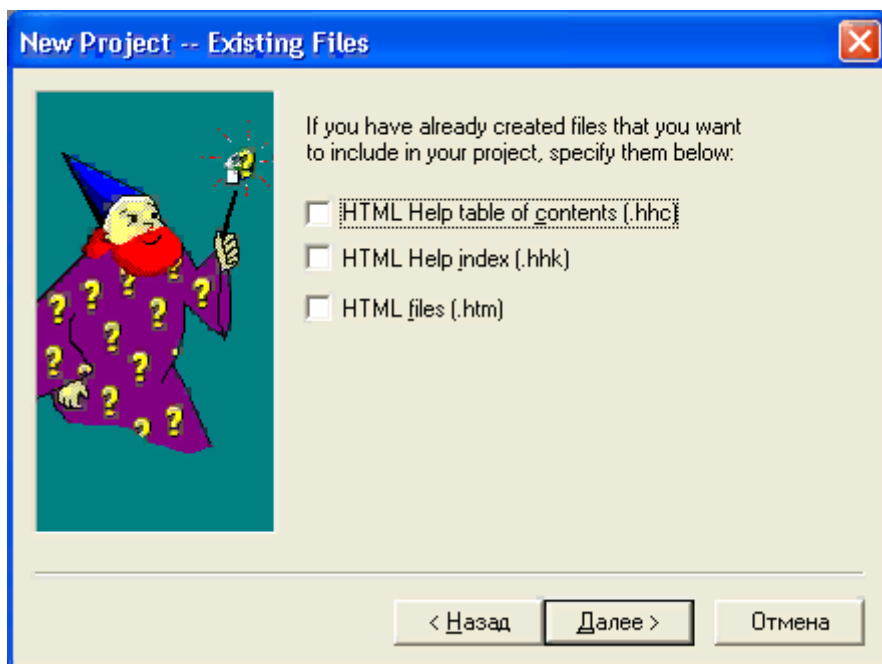 New Project -- Existing Files
If you have already created files that you want
to include in your project, specify them below:
HTML Help table of contents (.hhc)
HTML Help index (.hhk)
HTML files (.htm)
< Назад
Далее >
Отмена